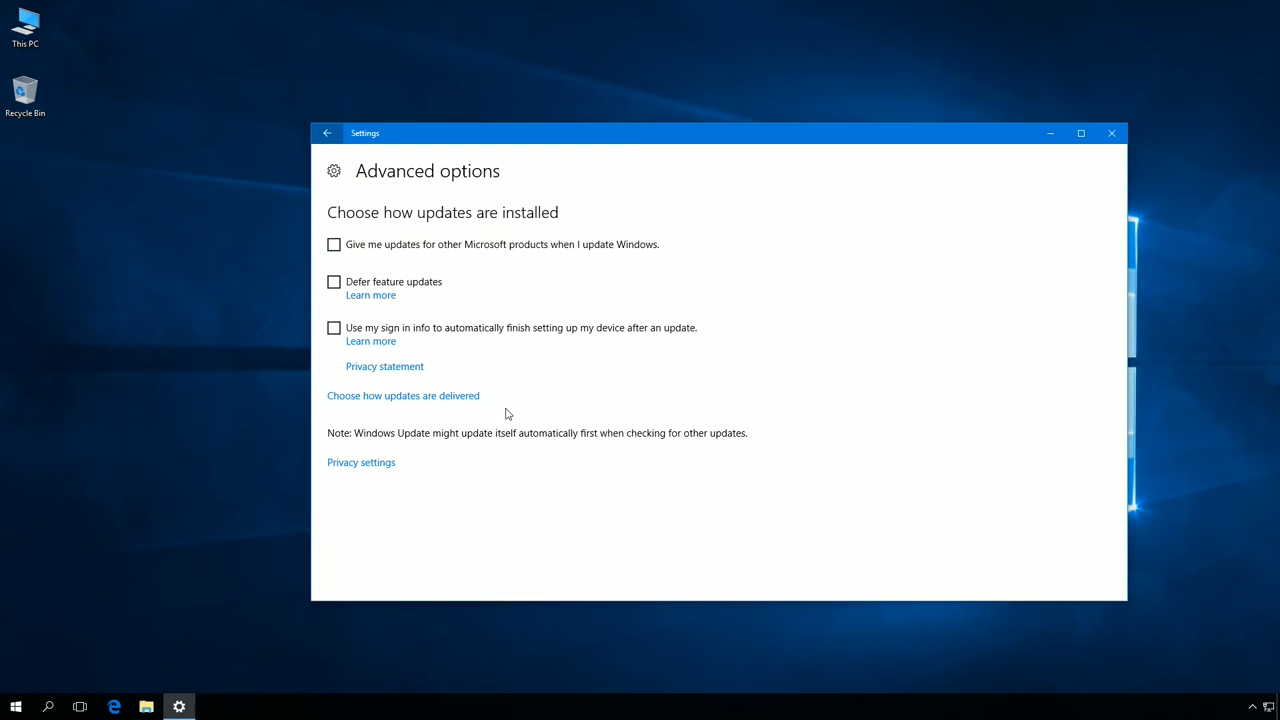 This PC
Recycle Bin
Settings
Advanced options
Choose how updates are installed
Give me updates for other Microsoft products when I update Windows.
Defer feature updates
Learn more
Use my sign in info to automatically finish setting up my device after an update.
Learn more
Privacy statement
Choose how updates are delivered
Note: Windows Update might update itself automatically first when checking for other updates.
Privacy settings